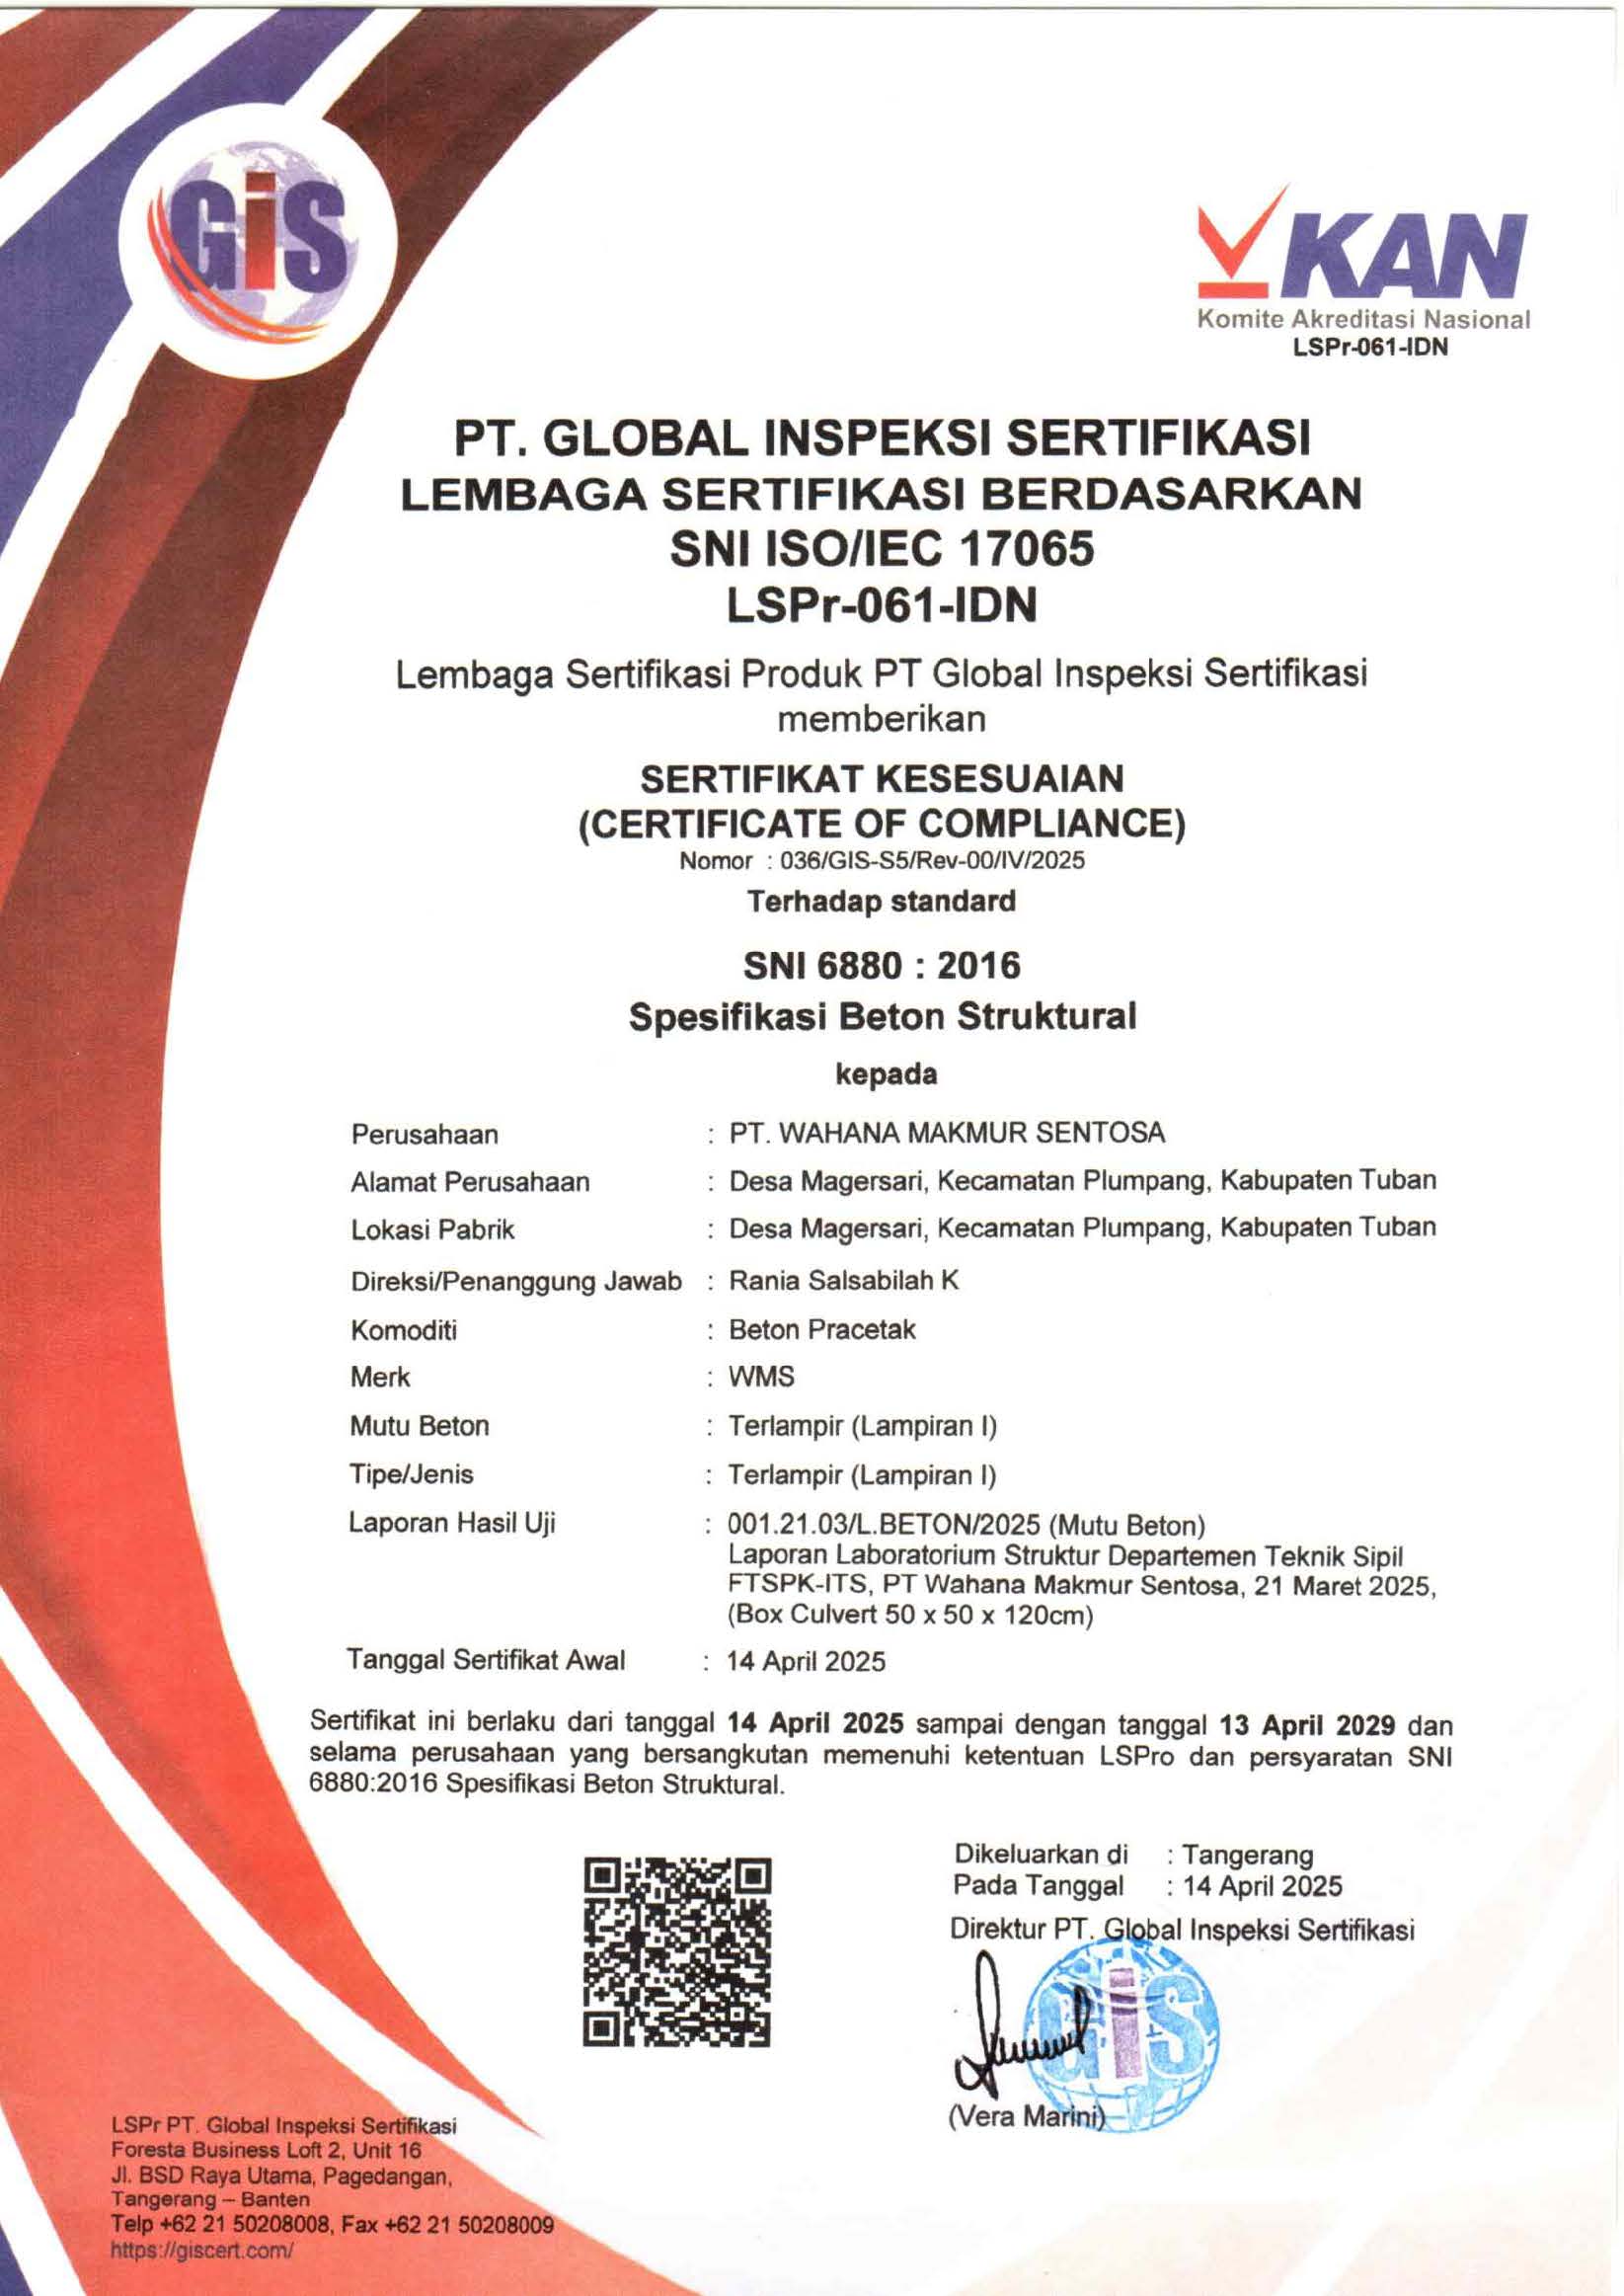 GiS
KAN
Komite Akreditasi Nasional
LSPr-061-IDN
PT. GLOBAL INSPEKSI SERTIFIKASI
LEMBAGA SERTIFIKASI BERDASARKAN
SNI ISO/IEC 17065
LSPr-061-IDN
Lembaga Sertifikasi Produk PT Global Inspeksi Sertifikasi
memberikan
SERTIFIKAT KESESUAIAN
(CERTIFICATE OF COMPLIANCE)
Nomor : 036/GIS-S5/Rev-00/IV/2025
Terhadap standard
SNI 6880 : 2016
Spesifikasi Beton Struktural
kepada
Perusahaan : PT. WAHANA MAKMUR SENTOSA
Alamat Perusahaan : Desa Magersari, Kecamatan Plumpang, Kabupaten Tuban
Lokasi Pabrik : Desa Magersari, Kecamatan Plumpang, Kabupaten Tuban
Direksi/Penanggung Jawab : Rania Salsabilah K
Komoditi : Beton Pracetak
Merk : WMS
Mutu Beton : Terlampir (Lampiran I)
Tipe/Jenis : Terlampir (Lampiran I)
Laporan Hasil Uji : 001.21.03/L.BETON/2025 (Mutu Beton)
Laporan Laboratorium Struktur Departemen Teknik Sipil
FTSPK-ITS, PT Wahana Makmur Sentosa, 21 Maret 2025,
(Box Culvert 50 x 50 x 120cm)
Tanggal Sertifikat Awal : 14 April 2025
Sertifikat ini berlaku dari tanggal 14 April 2025 sampai dengan tanggal 13 April 2029 dan
selama perusahaan yang bersangkutan memenuhi ketentuan LSPro dan persyaratan SNI
6880:2016 Spesifikasi Beton Struktural.
Dikeluarkan di : Tangerang
Pada Tanggal : 14 April 2025
Direktur PT. Global Inspeksi Sertifikasi
GiS
(Vera Marini)
LSPr PT. Global Inspeksi Sertifikasi
Foresta Business Loft 2, Unit 16
Jl. BSD Raya Utama, Pagedangan,
Tangerang – Banten
Telp +62 21 50208008, Fax +62 21 50208009
https://giscert.com/